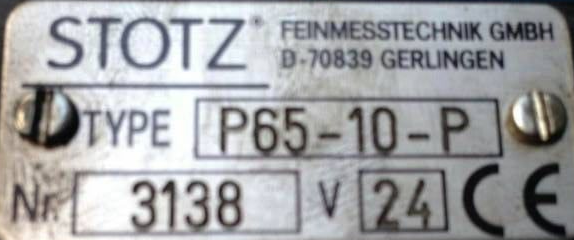 STOTZ® FEINMESSTECHNIK GMBH
D-70839 GERLINGEN
TYPE P65-10-P
Nr. 3138 V 24 CE